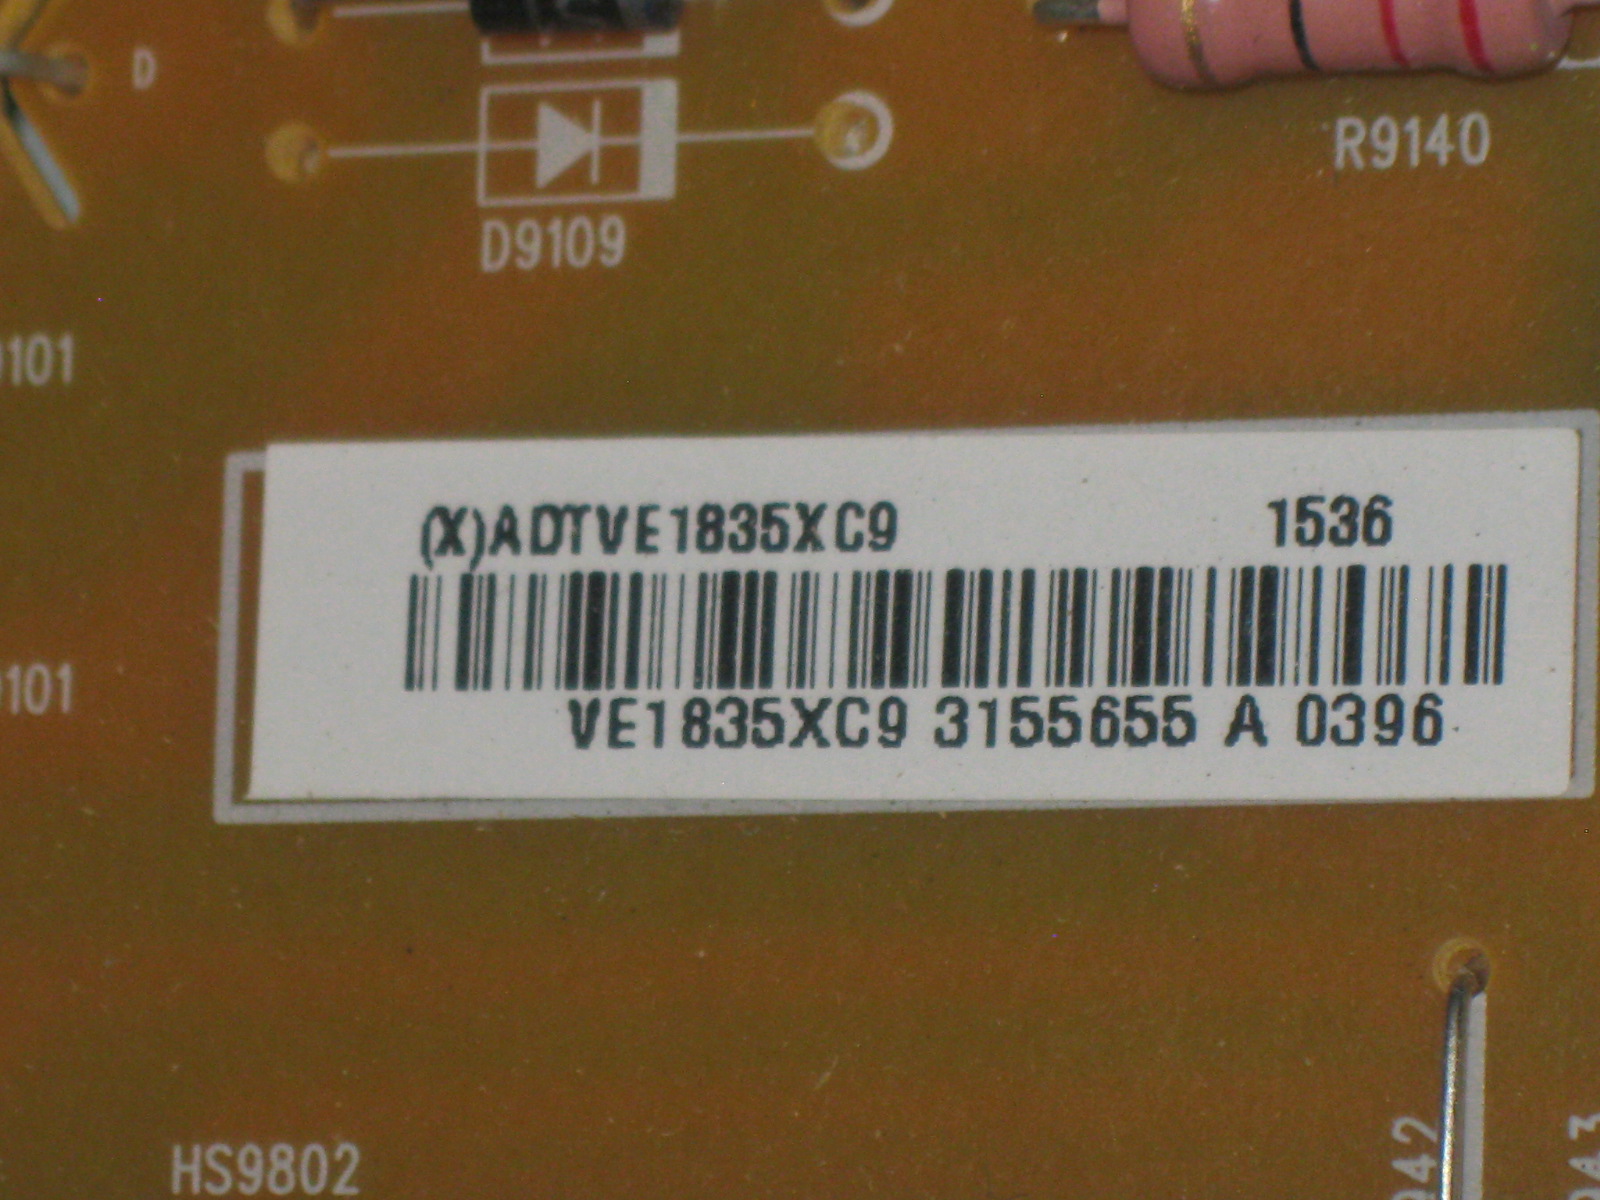 D
R9140
D9109
101
(X)ADTVE1835XC9 1536
VE1835XC9 3155655 A 0396
101
HS9802